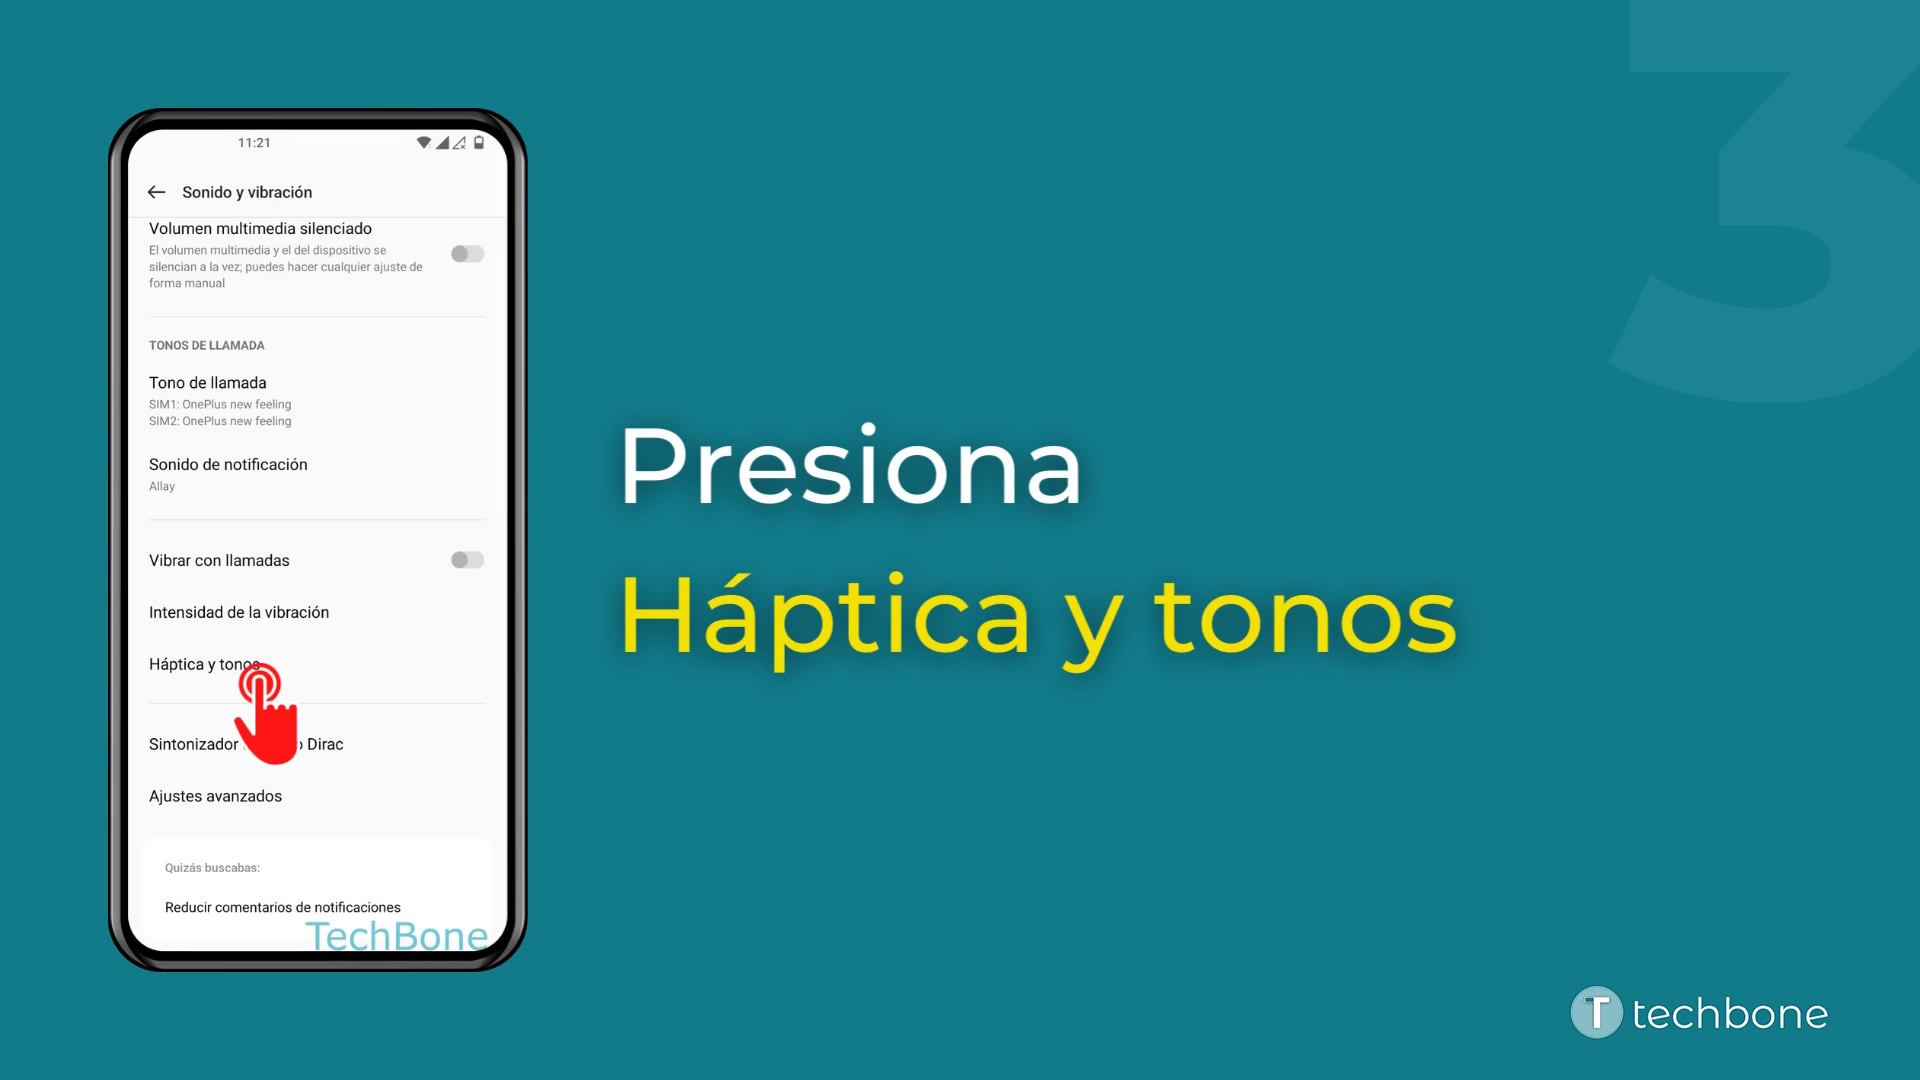 3
11:21
Sonido y vibración
Volumen multimedia silenciado
El volumen multimedia y el del dispositivo se
silencian a la vez; puedes hacer cualquier ajuste de
forma manual
TONOS DE LLAMADA
Tono de llamada
SIM1: OnePlus new feeling
SIM2: OnePlus new feeling
Sonido de notificación
Allay
Vibrar con llamadas
Intensidad de la vibración
Háptica y tonos
Sintonizador Dirac
Ajustes avanzados
Quizás buscabas:
Reducir comentarios de notificaciones
TechBone
Presiona
Háptica y tonos
T techbone